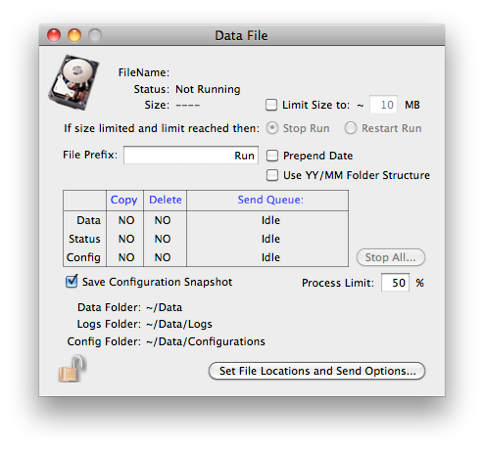 Data File
FileName:
Status: Not Running
Size: ----
Limit Size to: ~ 10 MB
If size limited and limit reached then: Stop Run Restart Run
File Prefix: Run
Prepend Date
Use YY/MM Folder Structure
Copy Delete Send Queue:
Data NO NO Idle
Status NO NO Idle
Config NO NO Idle
Stop All...
Save Configuration Snapshot
Process Limit: 50 %
Data Folder: ~/Data
Logs Folder: ~/Data/Logs
Config Folder: ~/Data/Configurations
Set File Locations and Send Options...